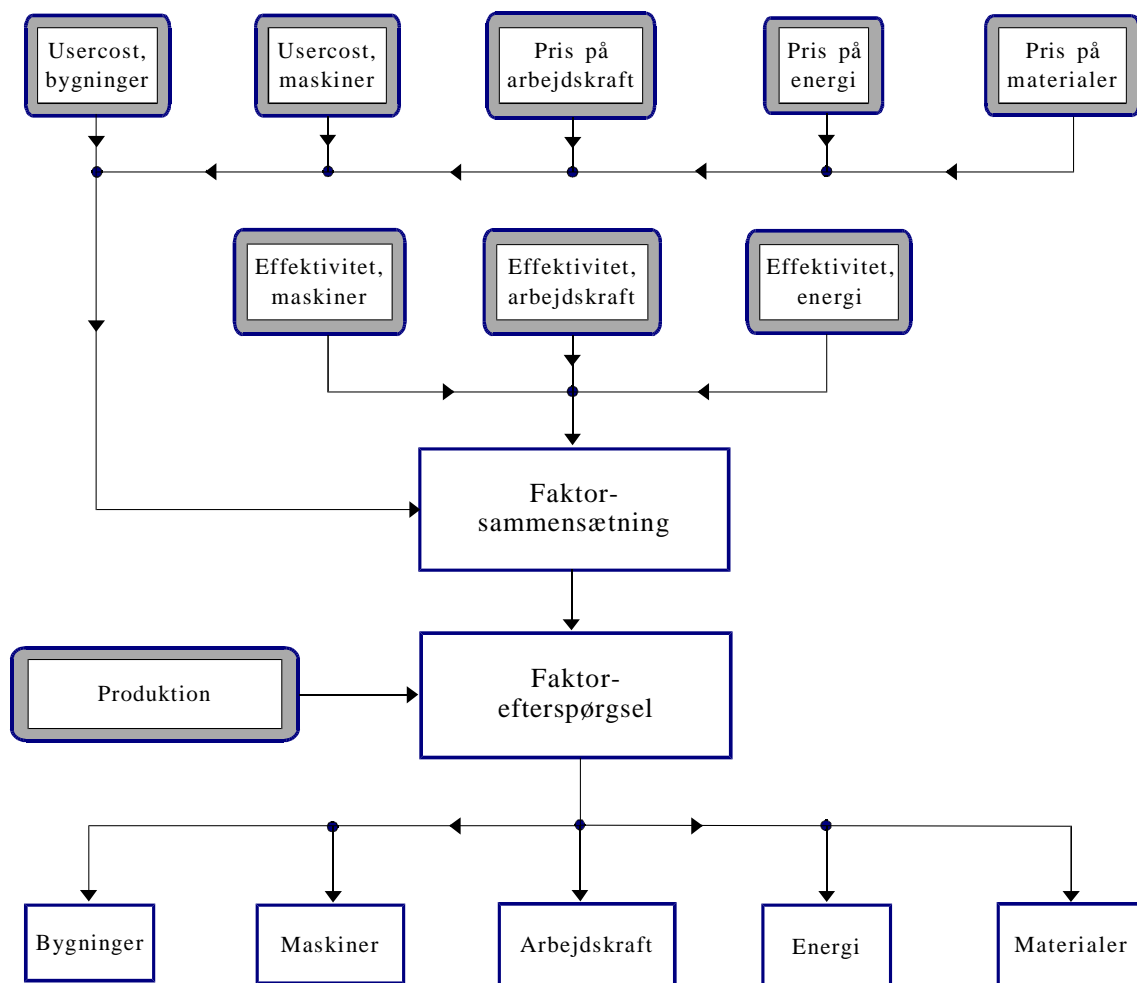 Usercost,
bygninger
Usercost,
maskiner
Pris på
arbejdskraft
Pris på
energi
Pris på
materialer
Effektivitet,
maskiner
Effektivitet,
arbejdskraft
Effektivitet,
energi
Faktor-
sammensætning
Produktion
Faktor-
efterspørgsel
Bygninger
Maskiner
Arbejdskraft
Energi
Materialer